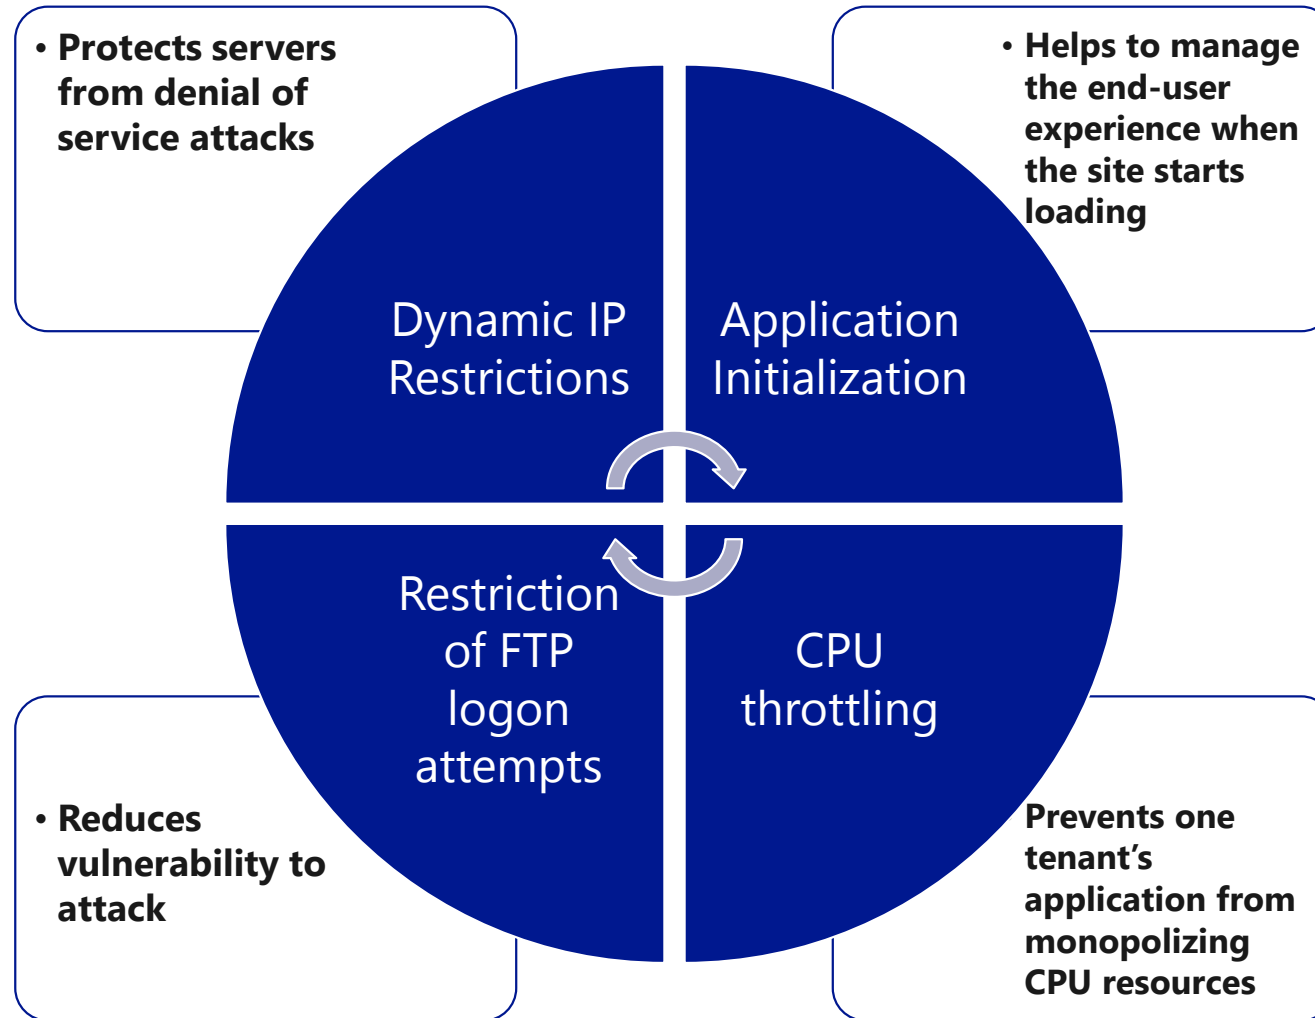 • Protects servers
from denial of
service attacks
• Helps to manage
the end-user
experience when
the site starts
loading
Dynamic IP
Restrictions
Application
Initialization
Restriction
of FTP
logon
attempts
CPU
throttling
• Reduces
vulnerability to
attack
Prevents one
tenant’s
application from
monopolizing
CPU resources